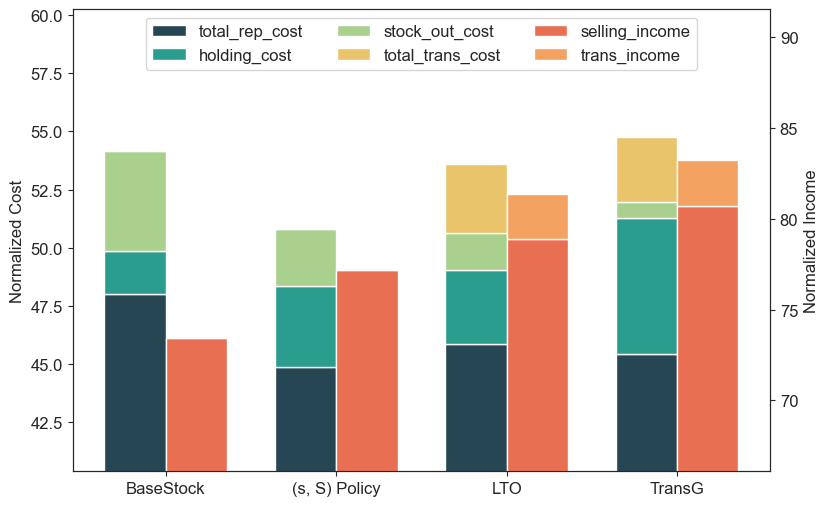 total_rep_cost
holding_cost
stock_out_cost
total_trans_cost
selling_income
trans_income
Normalized Cost
60.0
57.5
55.0
52.5
50.0
47.5
45.0
42.5
90
85
80
75
70
Normalized Income
BaseStock
(s, S) Policy
LTO
TransG